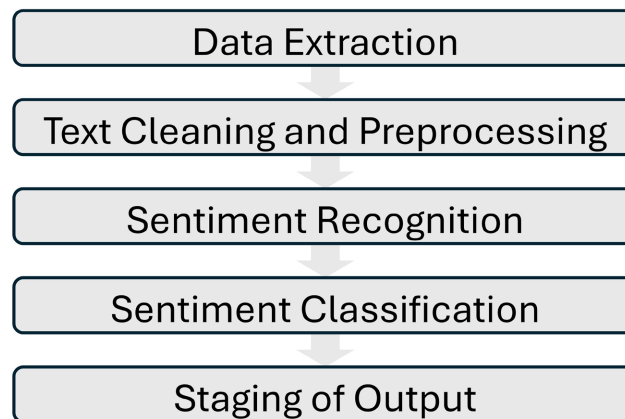 Data Extraction
Text Cleaning and Preprocessing
Sentiment Recognition
Sentiment Classification
Staging of Output